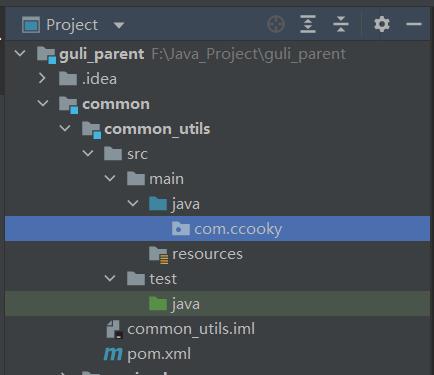 Project
guli_parent F:\Java_Project\guli_parent
.idea
common
common_utils
src
main
java
com.ccooky
resources
test
java
common_utils.iml
pom.xml